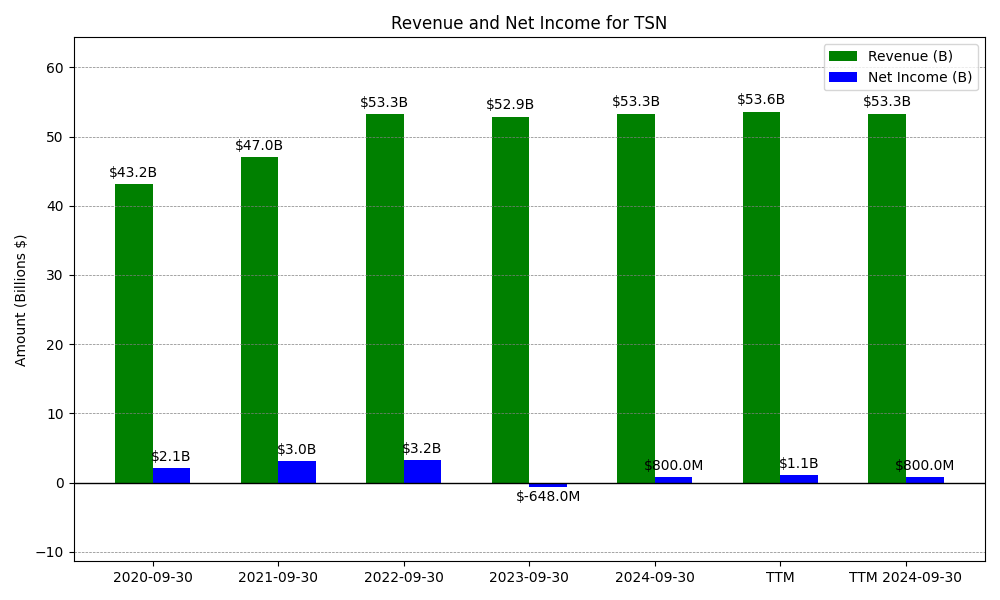 Revenue and Net Income for TSN
Revenue (B)
Net Income (B)
Amount (Billions $)
60
50
40
30
20
10
0
−10
$43.2B
$47.0B
$53.3B
$52.9B
$53.3B
$53.6B
$53.3B
$2.1B
$3.0B
$3.2B
$-648.0M
$800.0M
$1.1B
$800.0M
2020-09-30
2021-09-30
2022-09-30
2023-09-30
2024-09-30
TTM
TTM 2024-09-30